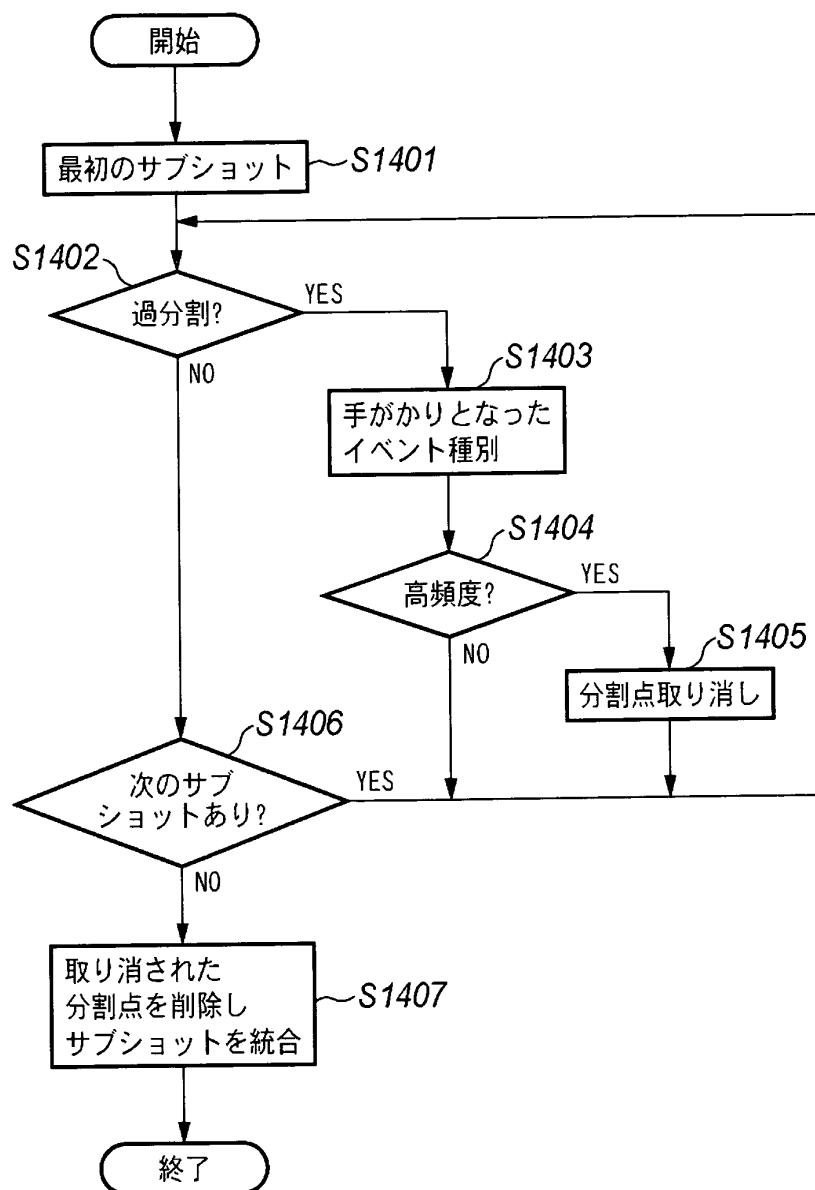 開始
最初のサブショット
S1401
S1402
過分割?
YES
NO
S1403
手がかりとなった
イベント種別
S1404
高頻度?
YES
NO
S1405
分割点取り消し
S1406
次のサブ
ショットあり?
YES
NO
取り消された
分割点を削除し
サブショットを統合
S1407
終了